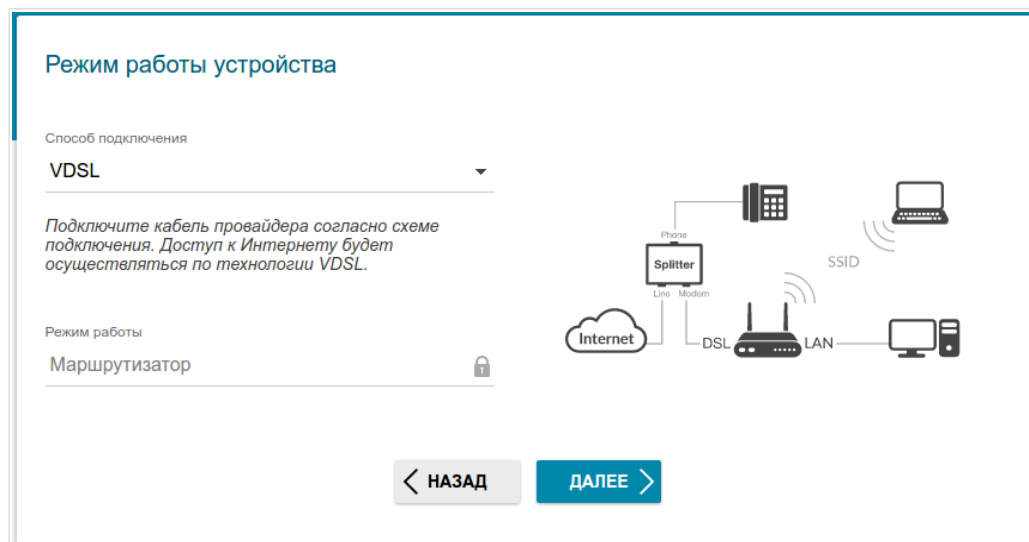 Режим работы устройства
Способ подключения
VDSL
Подключите кабель провайдера согласно схеме
подключения. Доступ к Интернету будет
осуществляться по технологии VDSL.
Режим работы
Маршрутизатор
Phone
Splitter
Line Modem
SSID
Internet
DSL
LAN
НАЗАД
ДАЛЕЕ